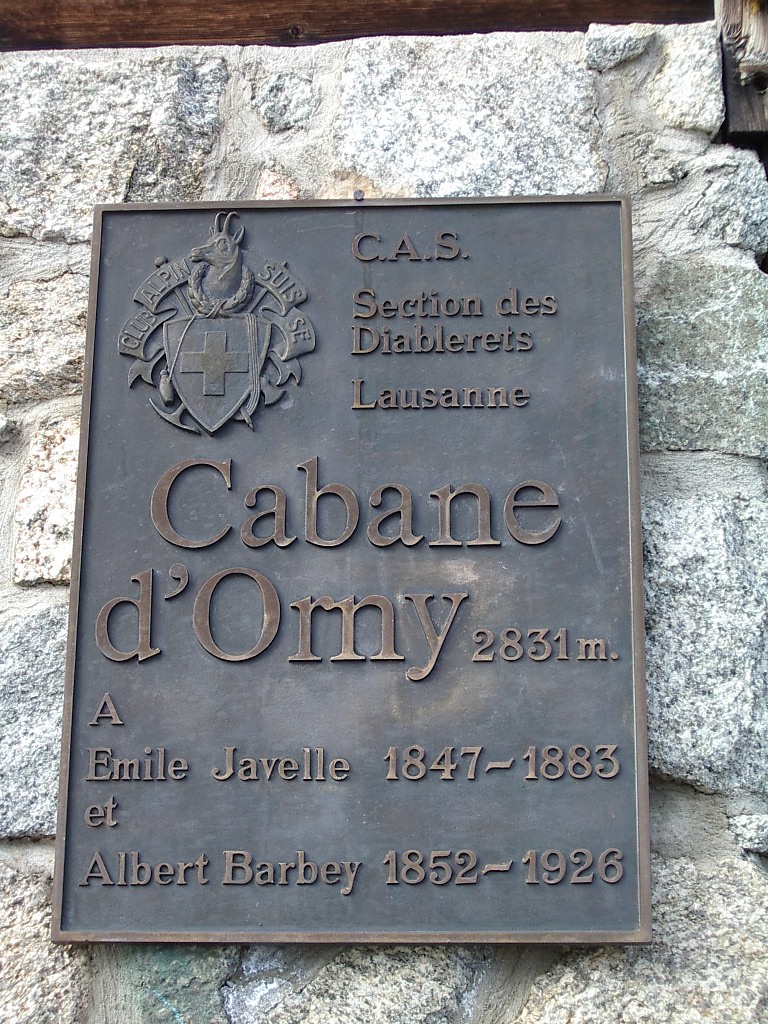 CLUB ALPIN SUISSE
C.A.S.
Section des
Diablerets
Lausanne
Cabane
d'Orny 2831 m.
A
Emile Javelle 1847-1883
et
Albert Barbey 1852-1926